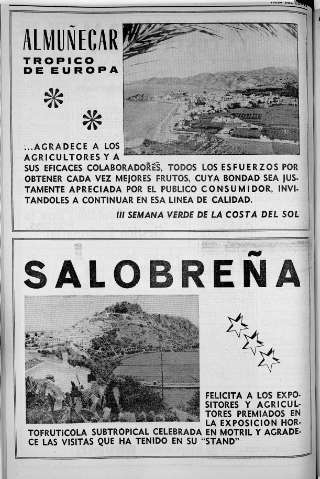 ALMUÑECAR
TROPICO
DE EUROPA
...AGRADECE A LOS
AGRICULTORES Y A
SUS EFICACES COLABORADORES, TODOS LOS ESFUERZOS POR
OBTENER CADA VEZ MEJORES FRUTOS, CUYA BONDAD SEA JUS-
TAMENTE APRECIADA POR EL PUBLICO CONSUMIDOR, INVI-
TANDOLES A CONTINUAR EN ESA LINEA DE CALIDAD.
III SEMANA VERDE DE LA COSTA DEL SOL
SALOBREÑA
FELICITA A LOS EXPO-
SITORES Y AGRICUL-
TORES PREMIADOS EN
LA EXPOSICION HOR-
TOFRUTICOLA SUBTROPICAL CELEBRADA EN MOTRIL Y AGRADE-
CE LAS VISITAS QUE HA TENIDO EN SU "STAND"